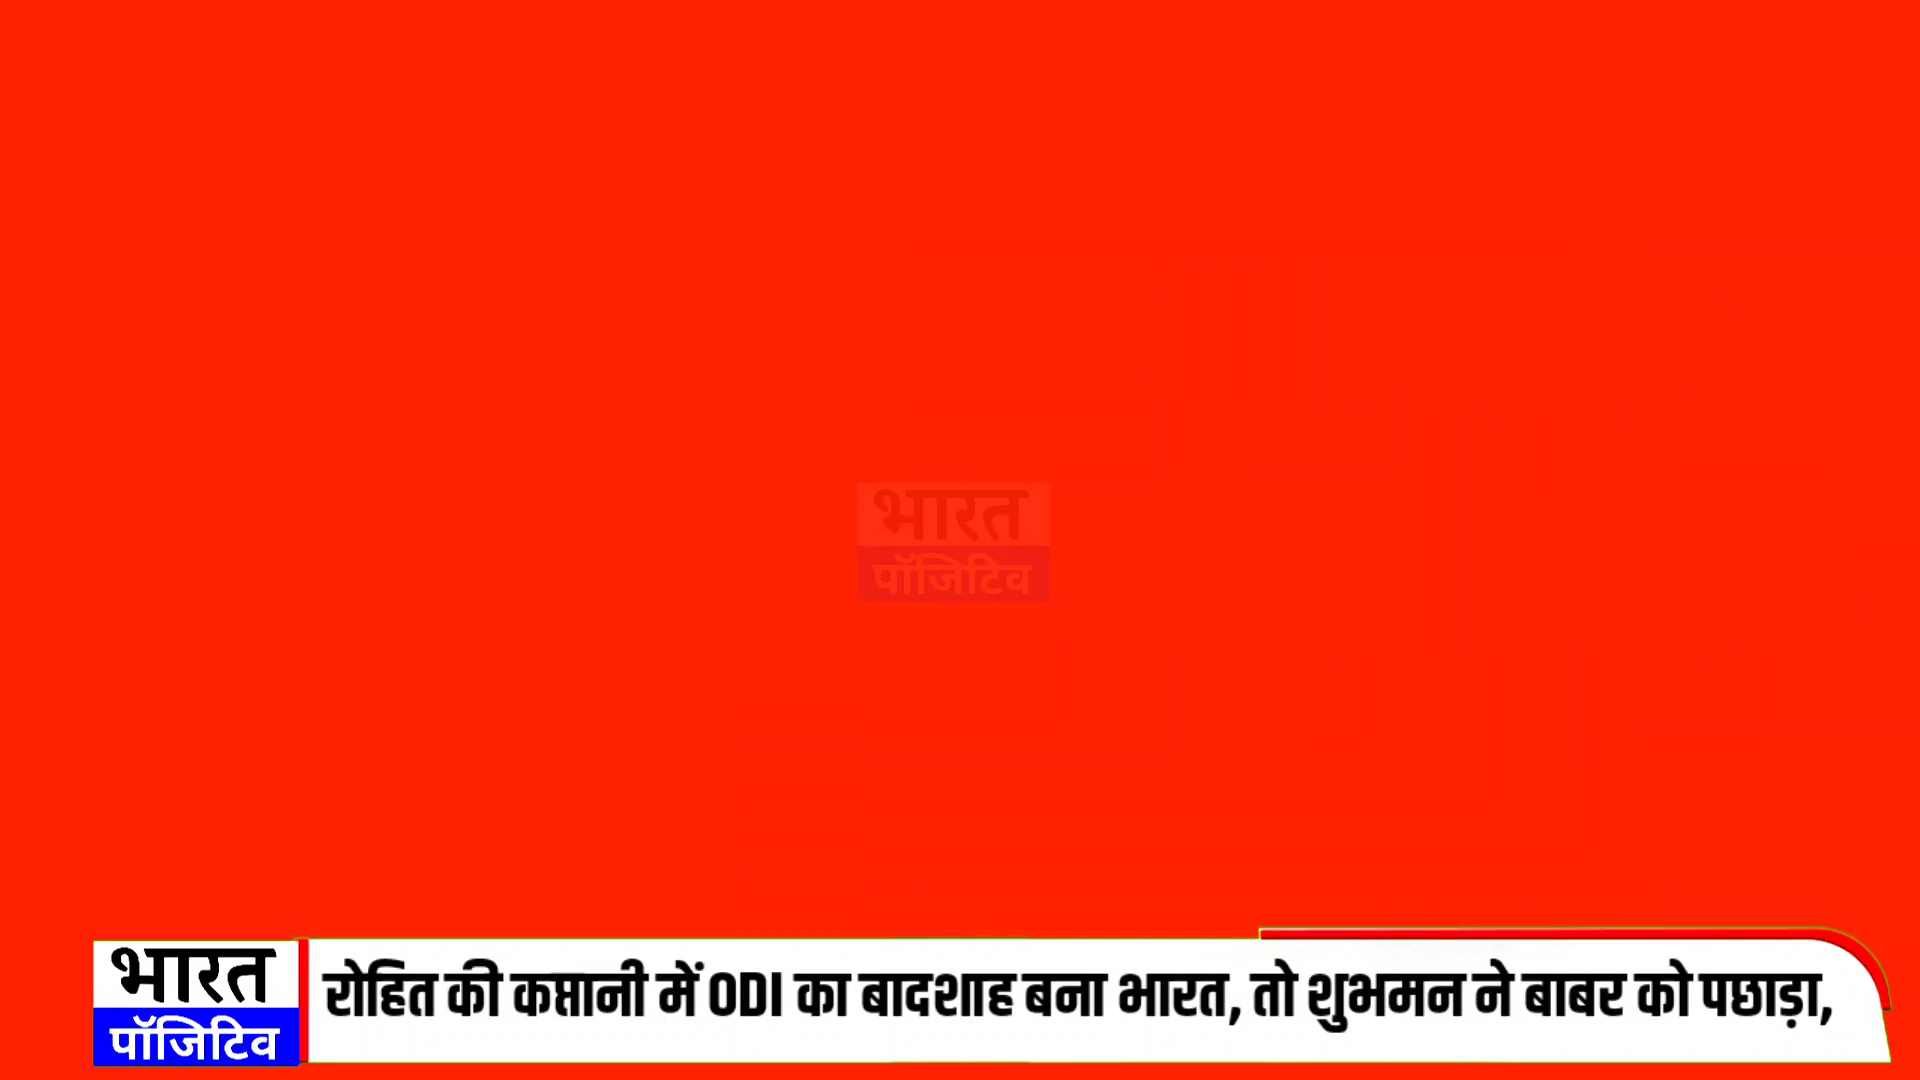 भारत
पॉजिटिव
भारत
पॉजिटिव
रोहित की कप्तानी में ODI का बादशाह बना भारत, तो शुभमन ने बाबर को पछाड़ा,